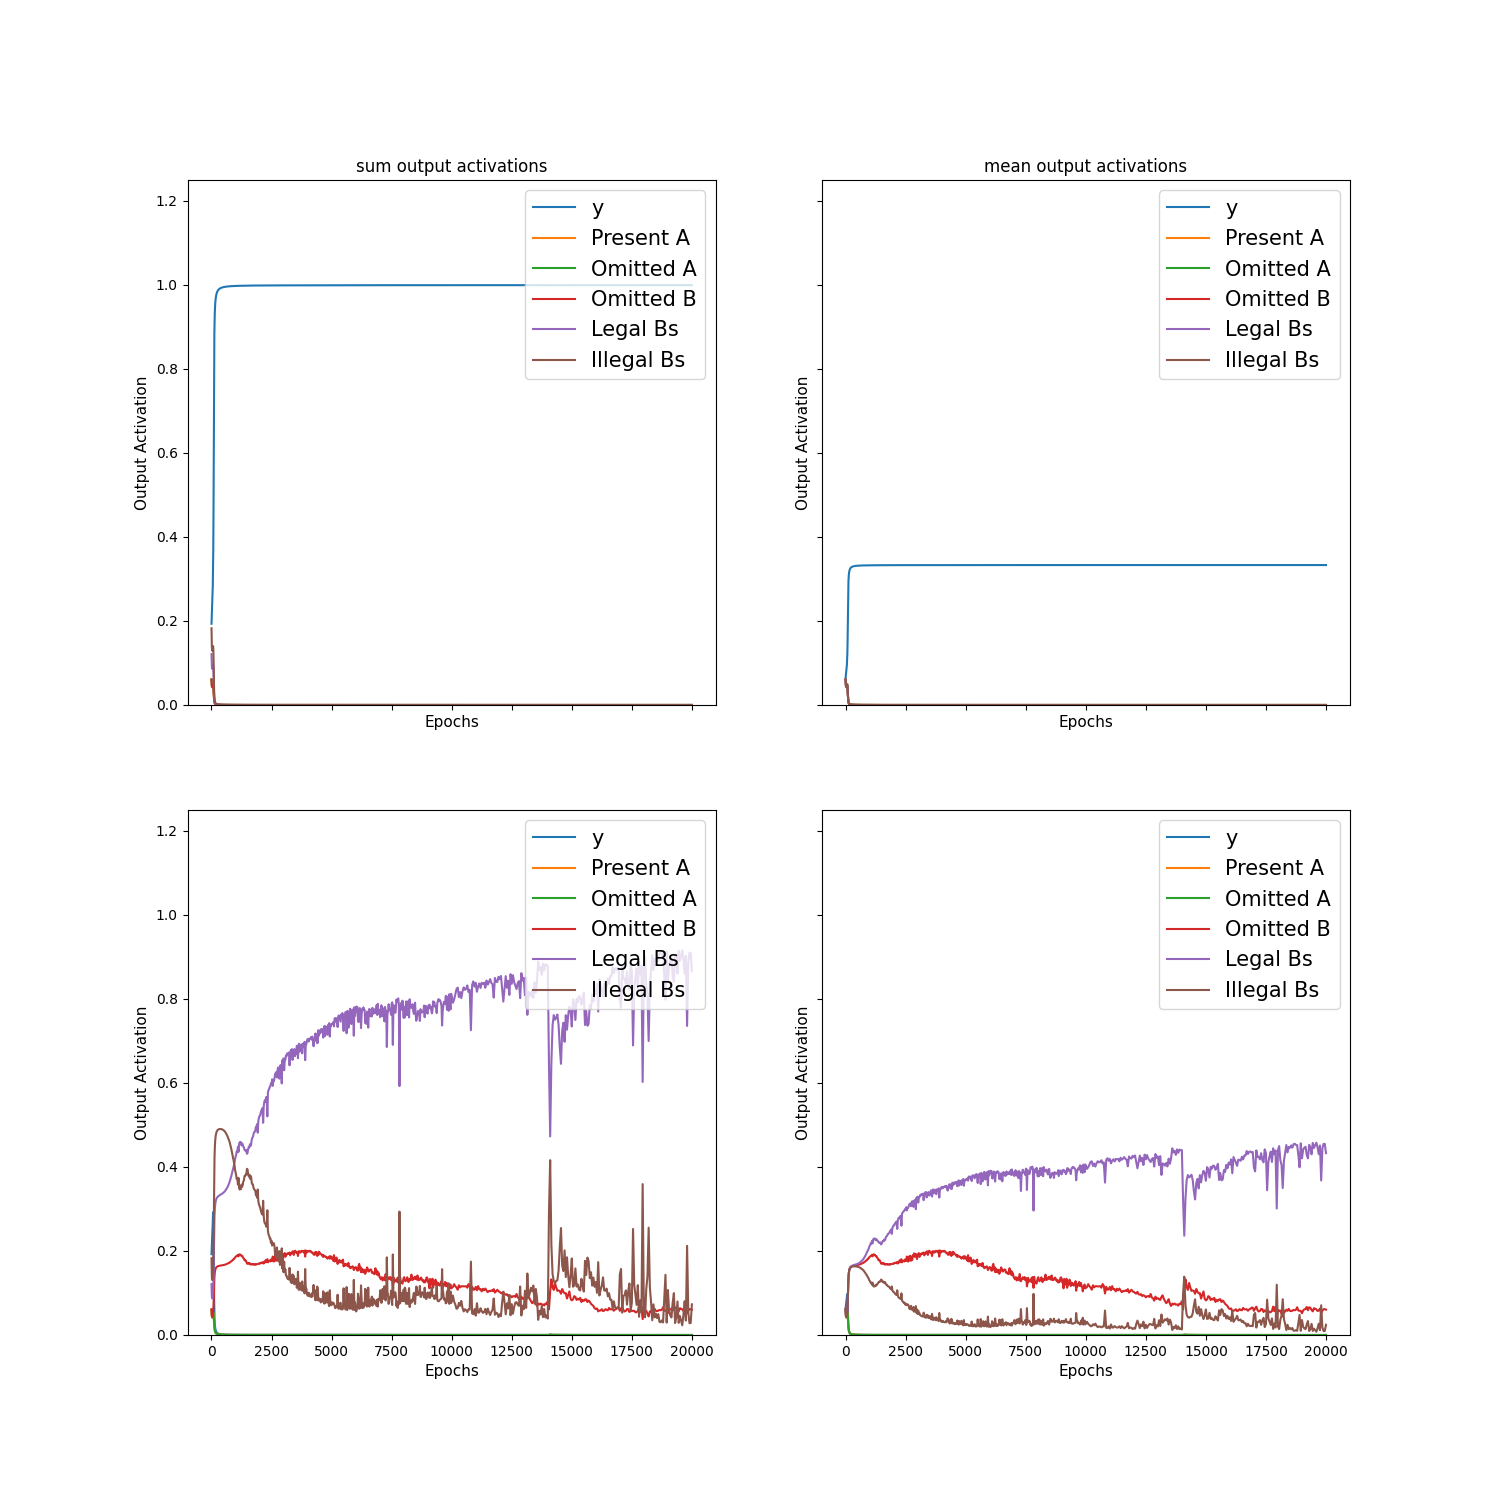 sum output activations
mean output activations
1.2
1.0
0.8
0.6
0.4
0.2
0.0
Output Activation
y
Present A
Omitted A
Omitted B
Legal Bs
Illegal Bs
Epochs
Output Activation
y
Present A
Omitted A
Omitted B
Legal Bs
Illegal Bs
Epochs
1.2
1.0
0.8
0.6
0.4
0.2
0.0
Output Activation
y
Present A
Omitted A
Omitted B
Legal Bs
Illegal Bs
0 2500 5000 7500 10000 12500 15000 17500 20000
Epochs
Output Activation
y
Present A
Omitted A
Omitted B
Legal Bs
Illegal Bs
0 2500 5000 7500 10000 12500 15000 17500 20000
Epochs